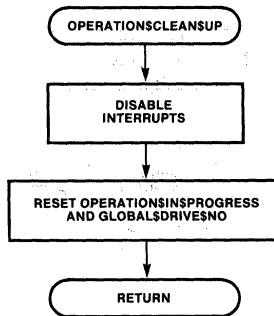 OPERATION$CLEAN$UP
DISABLE
INTERRUPTS
RESET OPERATION$IN$PROGRESS
AND GLOBAL$DRIVE$NO
RETURN